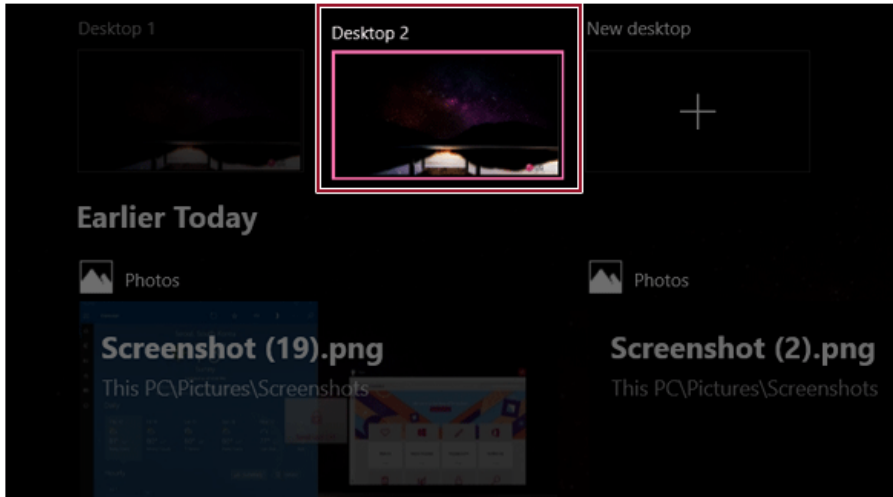 Desktop 1
Desktop 2
New desktop
Earlier Today
Photos
Photos
Screenshot (19).png
Screenshot (2).png
This PC\Pictures\Screenshots
This PC\Pictures\Screenshots